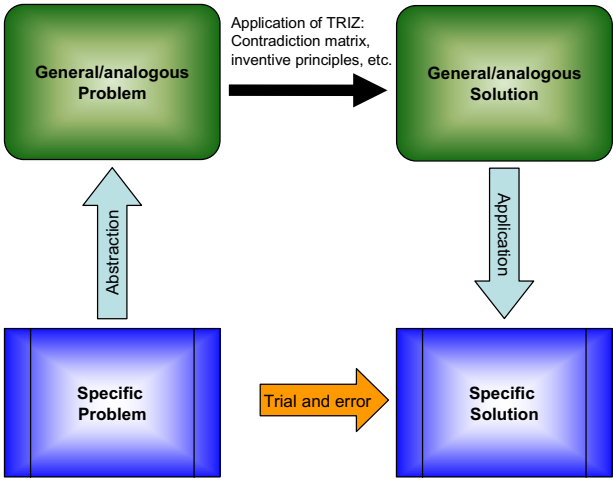 Application of TRIZ:
Contradiction matrix,
inventive principles, etc.
General/analogous
Problem
General/analogous
Solution
Abstraction
Application
Specific
Problem
Trial and error
Specific
Solution